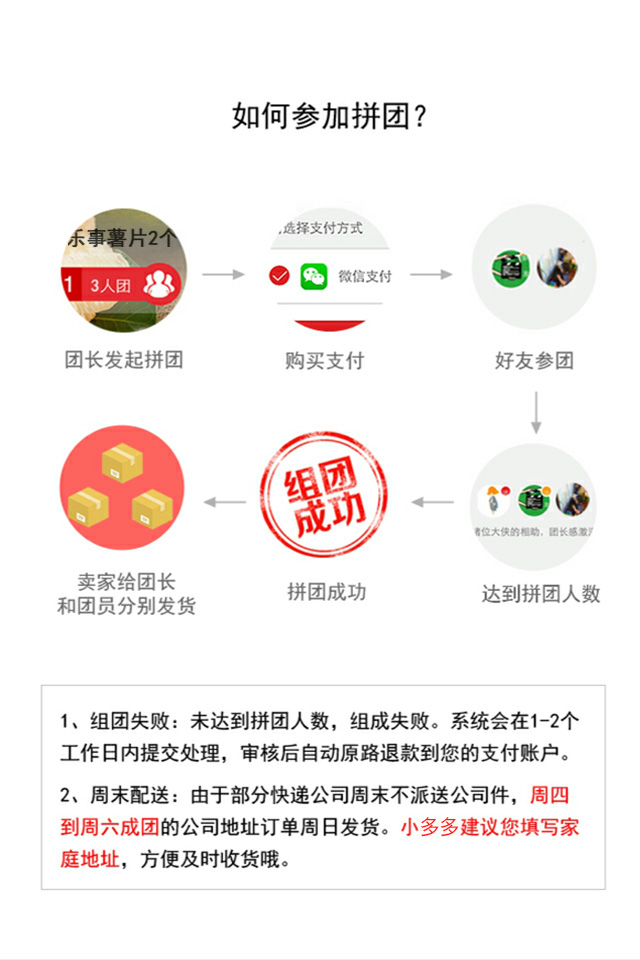 如何参加拼团?
乐事薯片2个
1 3人团
选择支付方式
微信支付
团长发起拼团
购买支付
好友参团
组团
成功
诸位大侠的相助，团长感激
卖家给团长
和团员分别发货
拼团成功
达到拼团人数
1、组团失败：未达到拼团人数，组成失败。系统会在1-2个
工作日内提交处理，审核后自动原路退款到您的支付账户。
2、周末配送：由于部分快递公司周末不派送公司件，周四
到周六成团的公司地址订单周日发货。小多多建议您填写家
庭地址，方便及时收货哦。